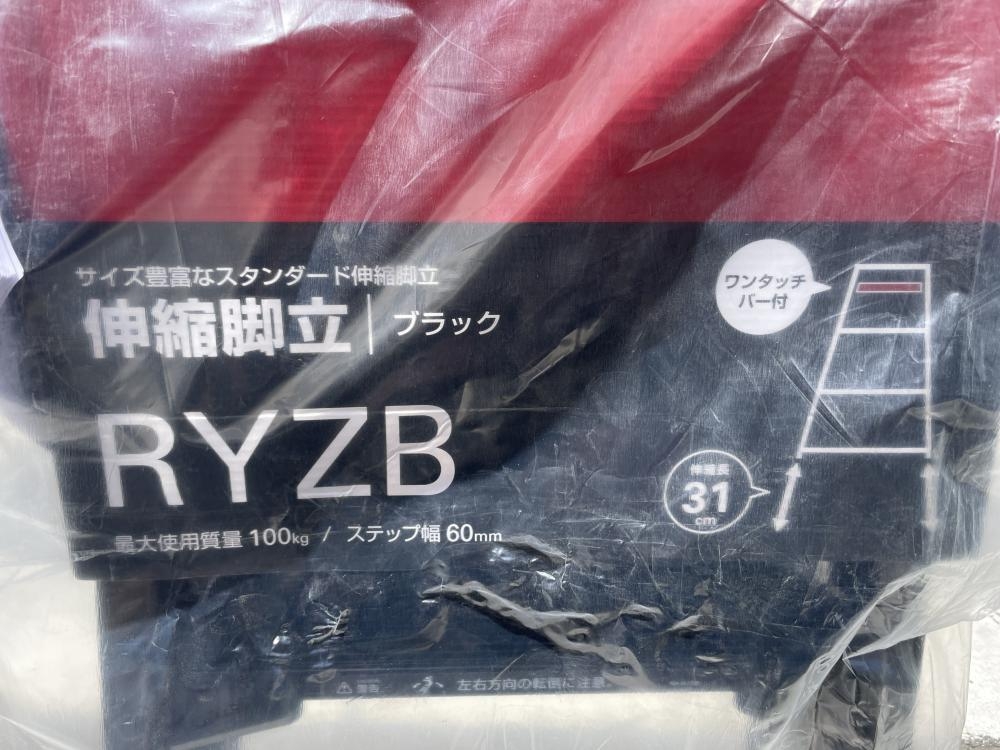 サイズ豊富なスタンダード伸縮脚立
伸縮脚立 | ブラック
ワンタッチ
バー付
RYZB
伸縮長
31
cm
最大使用質量 100kg / ステップ幅 60mm
警告
左右方向の転倒に注意